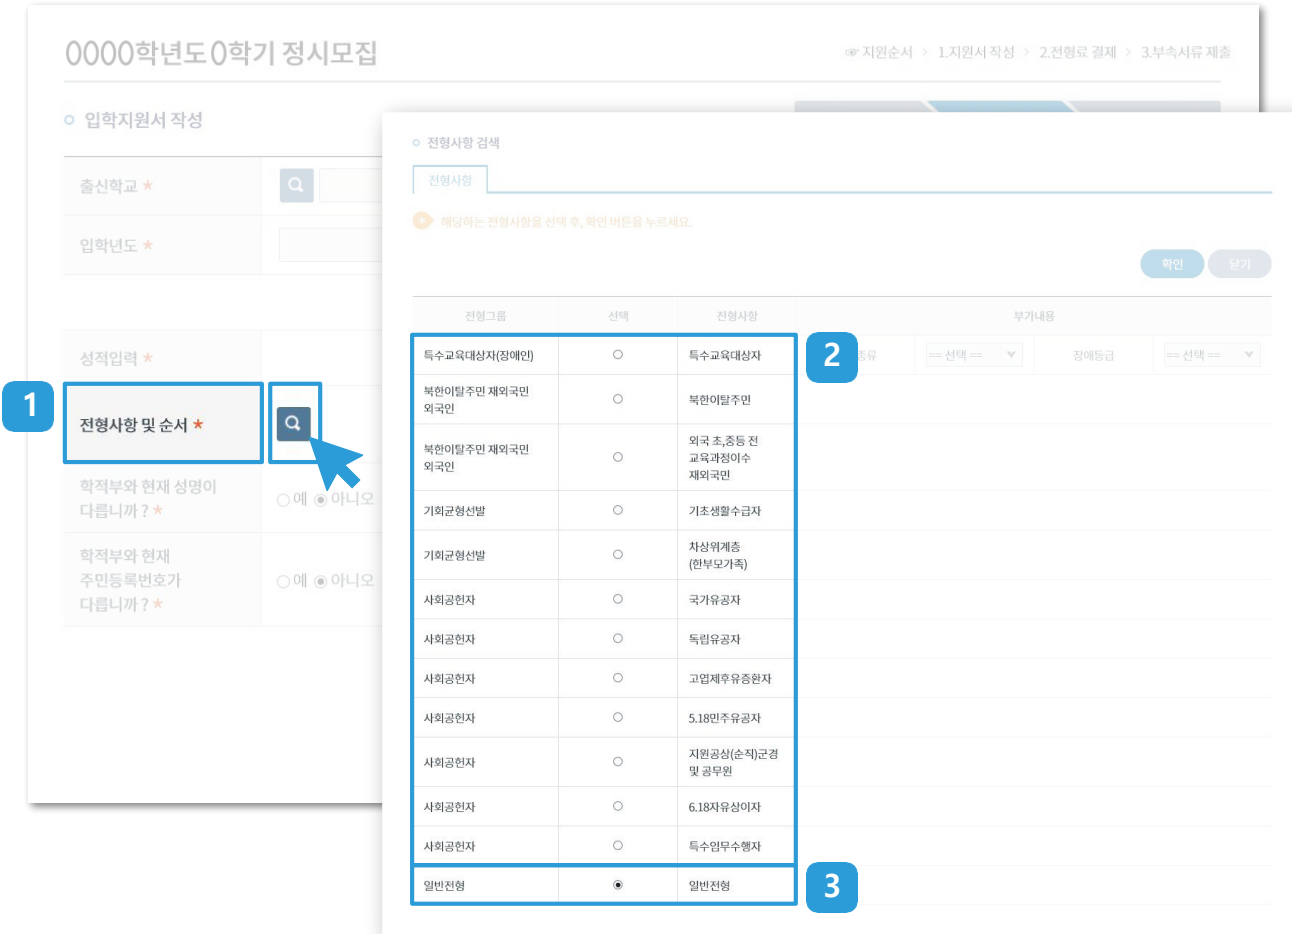 0000학년도 0학기 정시모집
☞ 지원순서 > 1.지원서 작성 > 2.전형료 결제 > 3.부속서류 제출
입학지원서 작성
출신학교 *
입학년도 *
성적입력 *
1
전형사항 및 순서 *
학적부와 현재 성명이
다릅니까 ? *
예 아니오
학적부와 현재
주민등록번호가
다릅니까 ? *
예 아니오
전형사항 검색
전형사항
해당하는 전형사항을 선택 후, 확인 버튼을 누르세요.
확인 닫기
전형그룹 선택 전형사항 부가내용
특수교육대상자(장애인) 특수교육대상자 2 종류 == 선택 == 장애등급 == 선택 ==
북한이탈주민 재외국민
외국인
북한이탈주민
북한이탈주민 재외국민
외국인
외국 초,중등 전
교육과정이수
재외국민
기회균형선발 기초생활수급자
기회균형선발
차상위계층
(한부모가족)
사회공헌자 국가유공자
사회공헌자 독립유공자
사회공헌자 고엽제후유증환자
사회공헌자 5.18민주유공자
사회공헌자
지원공상(순직)군경
및 공무원
사회공헌자 6.18자유상이자
사회공헌자 특수임무수행자
일반전형 일반전형 3